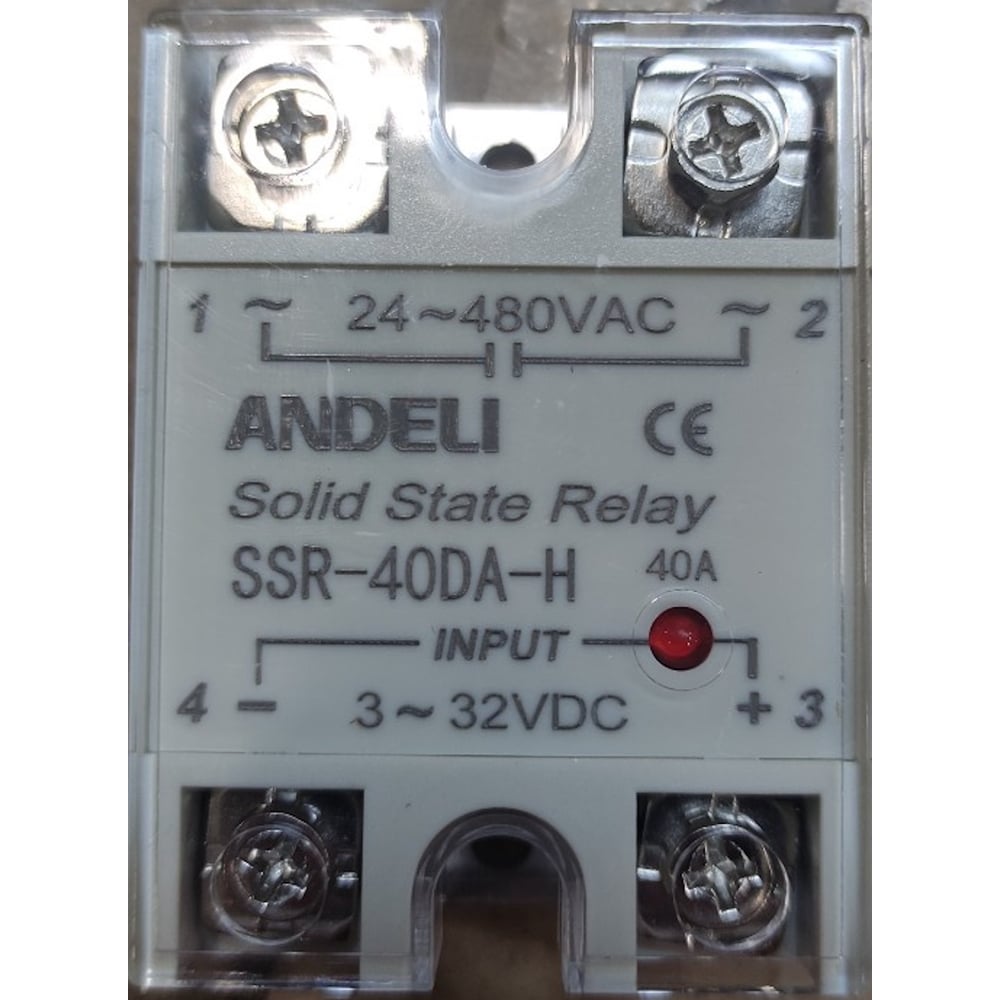 1 ~ 24~480VAC ~ 2
ANDELI CE
Solid State Relay
SSR-40DA-H 40A
INPUT
4 - 3~32VDC + 3